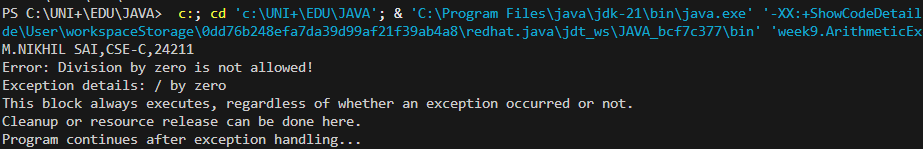 PS C:\UNI+\EDU\JAVA>  c:; cd 'c:\UNI+\EDU\JAVA'; & 'C:\Program Files\java\jdk-21\bin\java.exe' '-XX:+ShowCodeDetail
de\User\workspaceStorage\0dd76b248efa7da39d99af21f39ab4a8\redhat.java\jdt_ws\JAVA_bcf7c377\bin' 'week9.ArithmeticEx
M.NIKHIL SAI,CSE-C,24211
Error: Division by zero is not allowed!
Exception details: / by zero
This block always executes, regardless of whether an exception occurred or not.
Cleanup or resource release can be done here.
Program continues after exception handling...